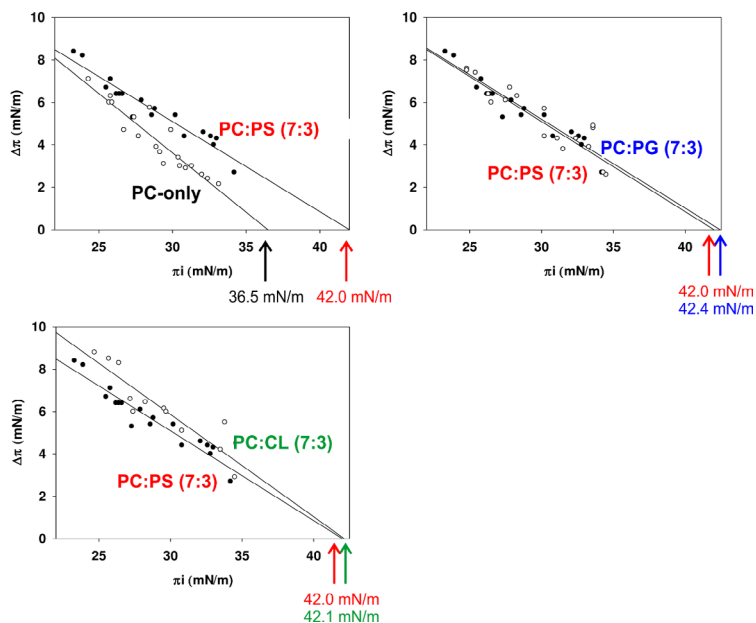 10
8
6
4
2
0
Δπ (mN/m)
PC:PS (7:3)
PC-only
25
30
35
40
πi (mN/m)
36.5 mN/m
42.0 mN/m
10
8
6
4
2
0
Δπ (mN/m)
PC:PG (7:3)
PC:PS (7:3)
25
30
35
40
πi (mN/m)
42.0 mN/m
42.4 mN/m
10
8
6
4
2
0
Δπ (mN/m)
PC:CL (7:3)
PC:PS (7:3)
25
30
35
40
πi (mN/m)
42.0 mN/m
42.1 mN/m